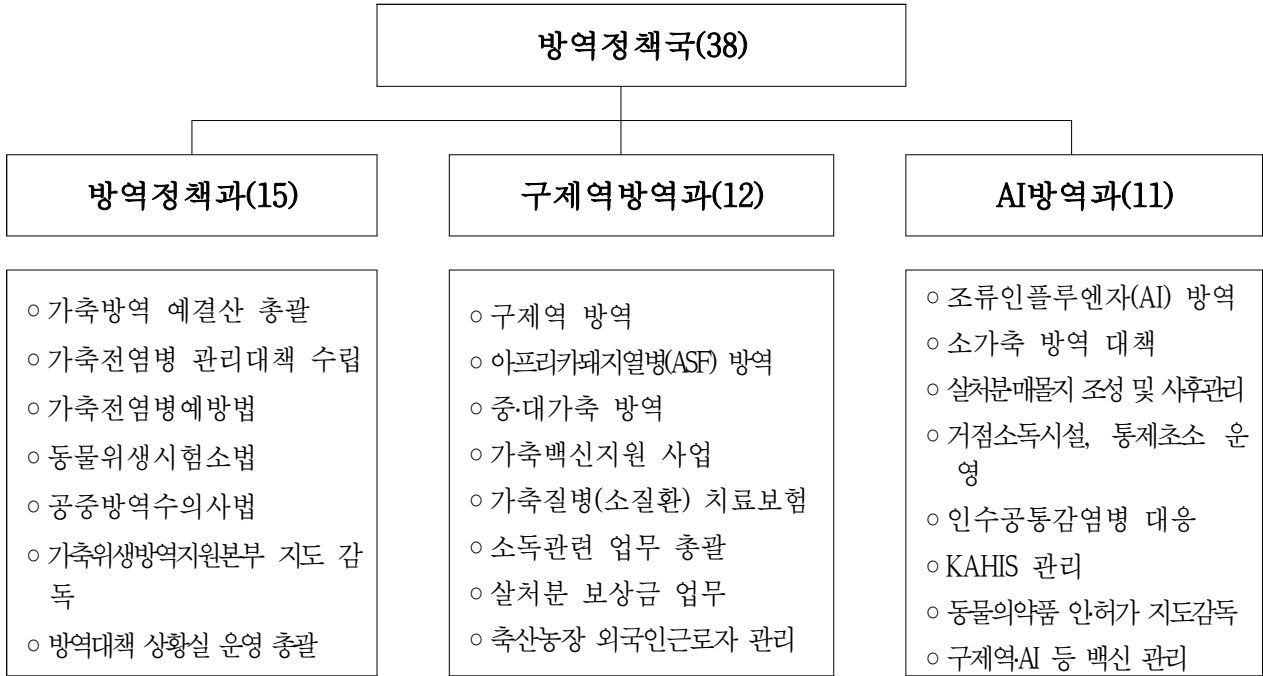 방역정책국(38)
방역정책과(15)
○ 가축방역 예결산 총괄
○ 가축전염병 관리대책 수립
○ 가축전염병예방법
○ 동물위생시험소법
○ 공중방역수의사법
○ 가축위생방역지원본부 지도 감
독
○ 방역대책 상황실 운영 총괄
구제역방역과(12)
○ 구제역 방역
○ 아프리카돼지열병(ASF) 방역
○ 중·대가축 방역
○ 가축백신지원 사업
○ 가축질병(소질환) 치료보험
○ 소독관련 업무 총괄
○ 살처분 보상금 업무
○ 축산농장 외국인근로자 관리
AI방역과(11)
○ 조류인플루엔자(AI) 방역
○ 소가축 방역 대책
○ 살처분·매몰지 조성 및 사후관리
○ 거점소독시설, 통제초소 운
영
○ 인수공통감염병 대응
○ KAHIS 관리
○ 동물의약품 인·허가 지도감독
○ 구제역·AI 등 백신 관리